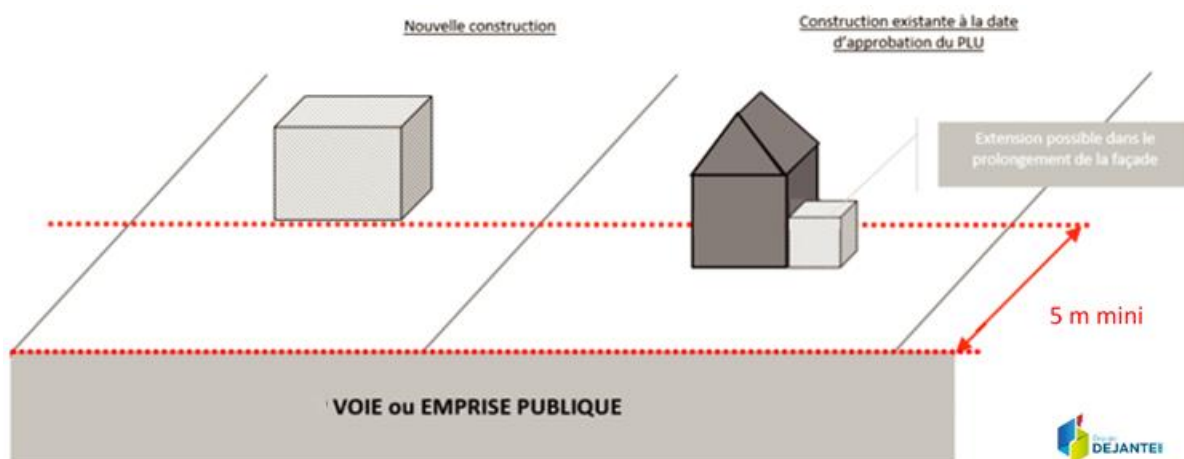 Nouvelle construction
Construction existante à la date
d'approbation du PLU
Extension possible dans le
prolongement de la façade
5 m mini
VOIE ou EMPRISE PUBLIQUE
DEJANTE